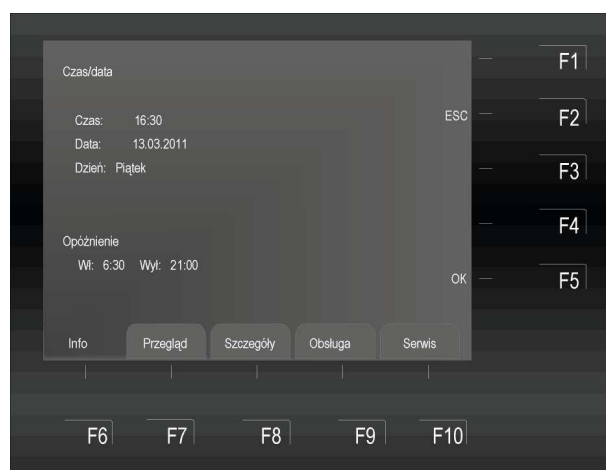 Czas/data
F1
Czas: 16:30
ESC
F2
Data: 13.03.2011
Dzień: Piątek
F3
F4
Opóźnienie
Wł: 6:30 Wył: 21:00
OK
F5
Info Przegląd Szczegóły Obsługa Serwis
F6 F7 F8 F9 F10